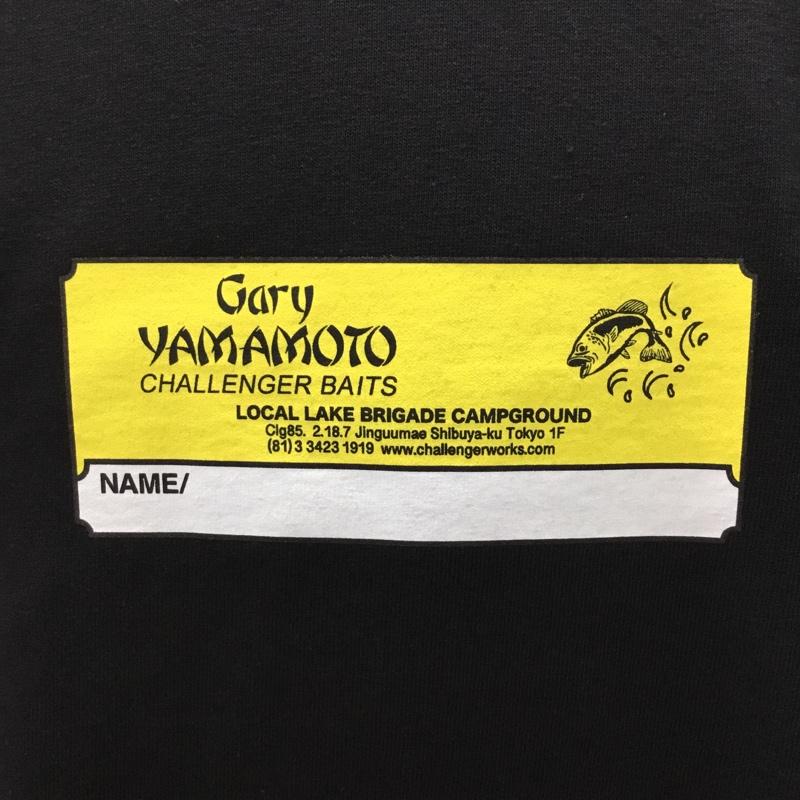 Gary
YAMAMOTO
CHALLENGER BAITS
LOCAL LAKE BRIGADE CAMPGROUND
Clg85. 2.18.7 Jinguumae Shibuya-ku Tokyo 1F
(81)3 3423 1919 www.challengerworks.com
NAME/